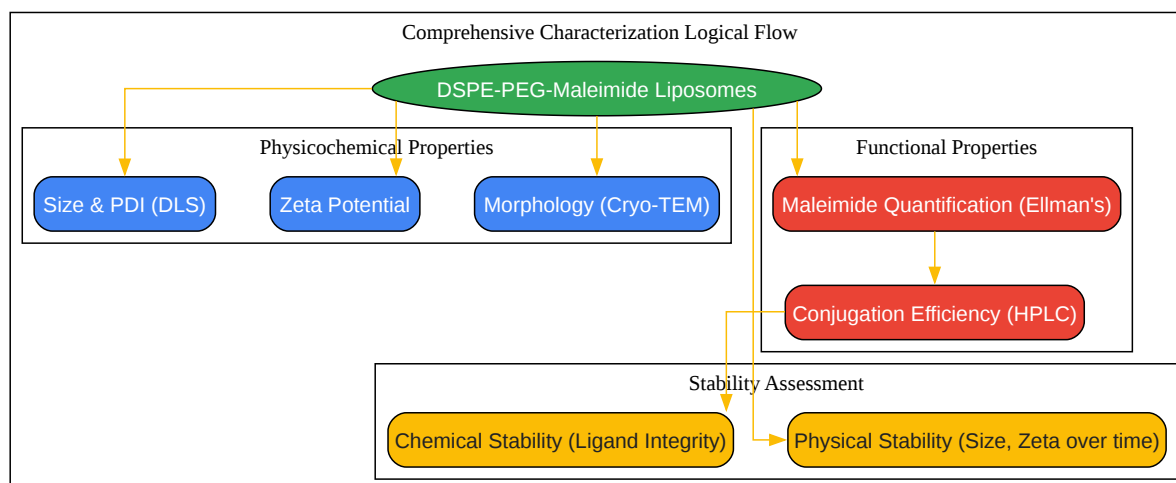 Comprehensive Characterization Logical Flow
DSPE-PEG-Maleimide Liposomes
Physicochemical Properties
Size & PDI (DLS)
Zeta Potential
Morphology (Cryo-TEM)
Functional Properties
Maleimide Quantification (Ellman's)
Conjugation Efficiency (HPLC)
Stability Assessment
Chemical Stability (Ligand Integrity)
Physical Stability (Size, Zeta over time)